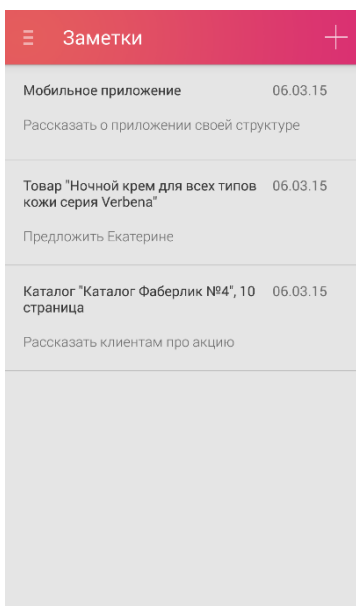 Заметки
Мобильное приложение 06.03.15
Рассказать о приложении своей структуре
Товар "Ночной крем для всех типов 06.03.15
кожи серия Verbena"
Предложить Екатерине
Каталог "Каталог Фаберлик №4", 10 06.03.15
страница
Рассказать клиентам про акцию